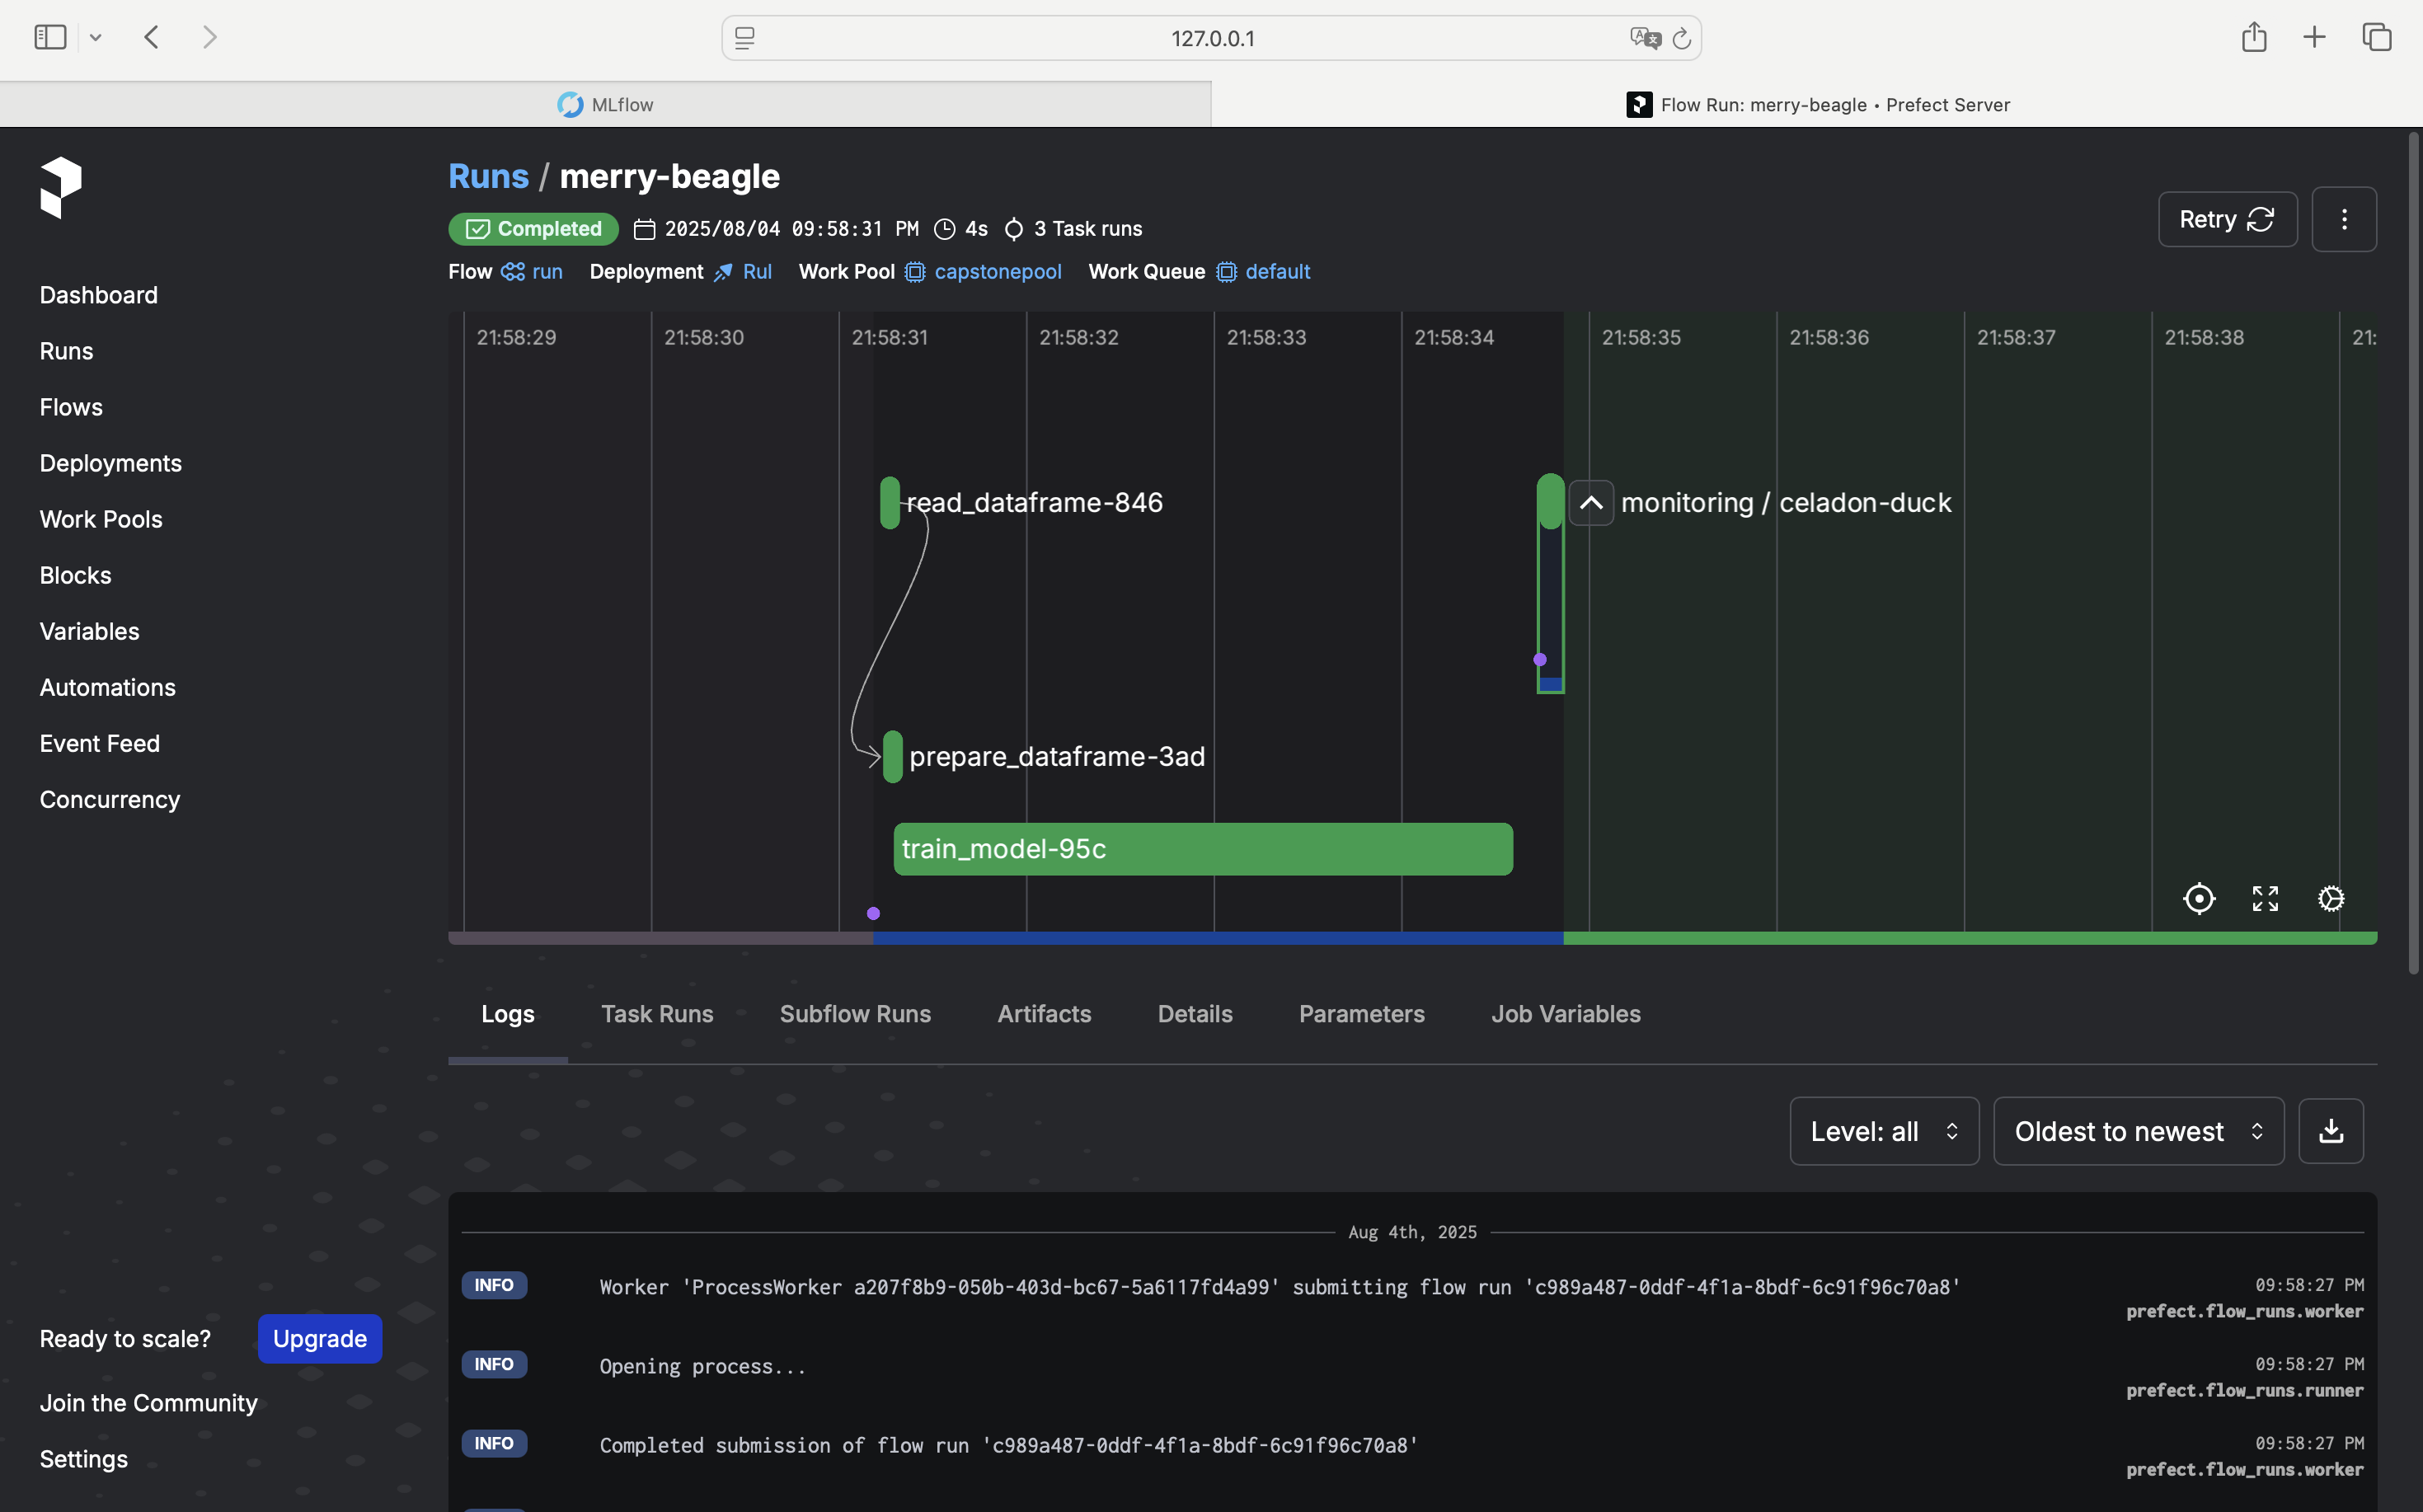 127.0.0.1
MLflow
Flow Run: merry-beagle • Prefect Server
Runs / merry-beagle
Completed 2025/08/04 09:58:31 PM 4s 3 Task runs
Retry
Flow run Deployment Rul Work Pool capstonepool Work Queue default
Dashboard
Runs
Flows
Deployments
Work Pools
Blocks
Variables
Automations
Event Feed
Concurrency
21:58:29 21:58:30 21:58:31 21:58:32 21:58:33 21:58:34 21:58:35 21:58:36 21:58:37 21:58:38 21:
read_dataframe-846
monitoring / celadon-duck
prepare_dataframe-3ad
train_model-95c
Logs Task Runs Subflow Runs Artifacts Details Parameters Job Variables
Level: all
Oldest to newest
Aug 4th, 2025
INFO Worker 'ProcessWorker a207f8b9-050b-403d-bc67-5a6117fd4a99' submitting flow run 'c989a487-0ddf-4f1a-8bdf-6c91f96c70a8' 09:58:27 PM
prefect.flow_runs.worker
INFO Opening process... 09:58:27 PM
prefect.flow_runs.runner
INFO Completed submission of flow run 'c989a487-0ddf-4f1a-8bdf-6c91f96c70a8' 09:58:27 PM
prefect.flow_runs.worker
Ready to scale? Upgrade
Join the Community
Settings